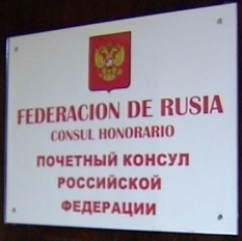 FEDERACION DE RUSIA
CONSUL HONORARIO
ПОЧЕТНЫЙ КОНСУЛ
РОССИЙСКОЙ
ФЕДЕРАЦИИ